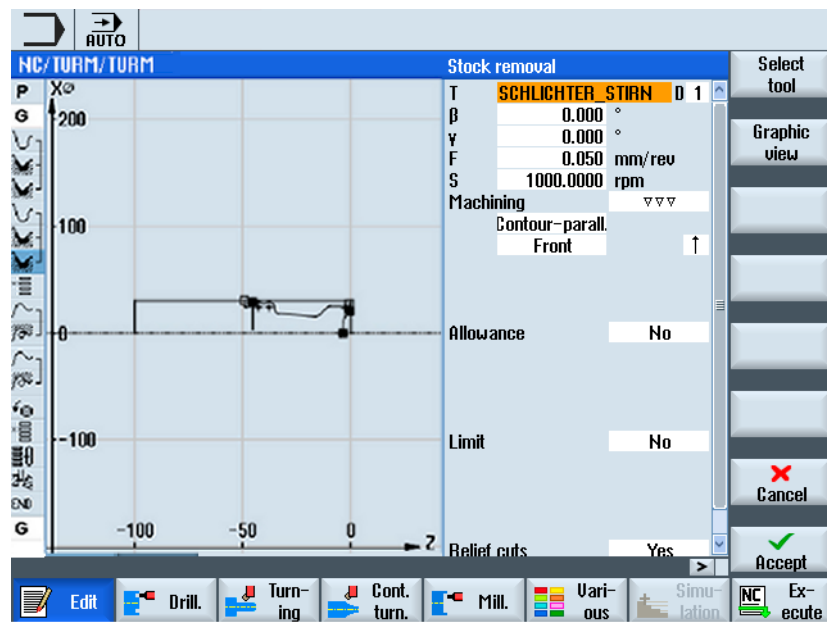 AUTO
NC/TURM/TURM
Stock removal
Select
tool
P
X⌀
T SCHLICHTER_STIRN D 1
G
200
β 0.000 °
γ 0.000 °
Graphic
view
F 0.050 mm/rev
S 1000.0000 rpm
Machining ▽▽▽
100
Contour-parall.
Front ↑
0
Allowance No
-100
Limit No
Cancel
END
G
-100 -50 0 Z
Relief cuts Yes
>
Accept
Edit
Drill.
Turn-
ing
Cont.
turn.
Mill.
Vari-
ous
Simu-
lation
NC
Ex-
ecute